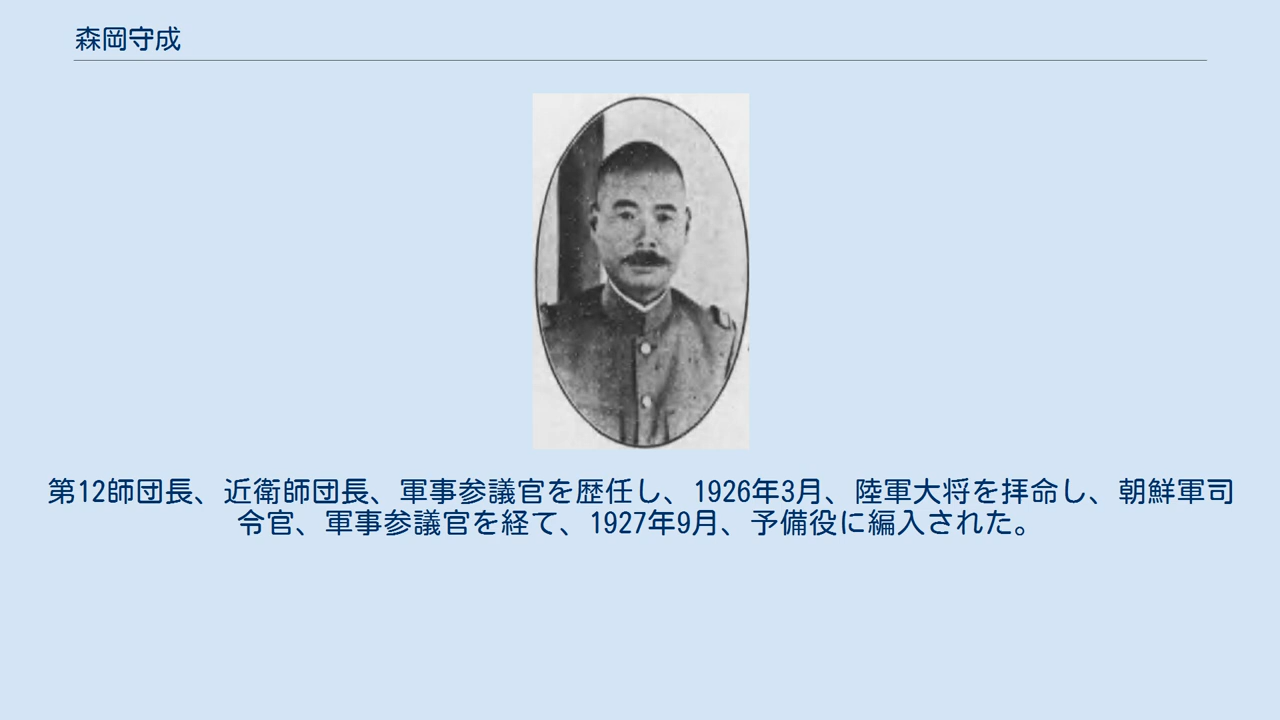 森岡守成
第12師団長、近衛師団長、軍事参議官を歴任し、1926年3月、陸軍大将を拝命し、朝鮮軍司
令官、軍事参議官を経て、1927年9月、予備役に編入された。